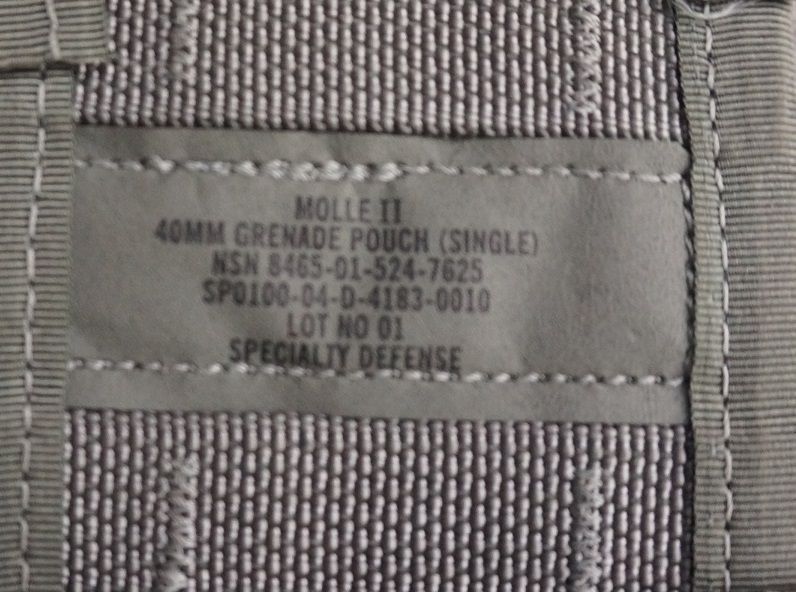 MOLLE II
40MM GRENADE POUCH (SINGLE)
NSN 8465-01-524-7625
SP0100-04-D-4183-0010
LOT NO 01
SPECIALTY DEFENSE